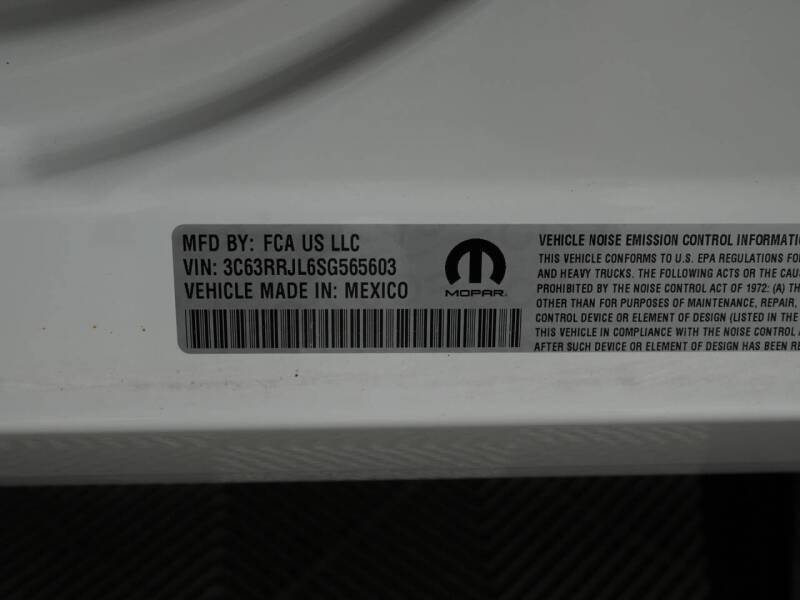 MFD BY: FCA US LLC
VIN: 3C63RRJL6SG565603
VEHICLE MADE IN: MEXICO
MOPAR
VEHICLE NOISE EMISSION CONTROL INFORMATI
THIS VEHICLE CONFORMS TO U.S. EPA REGULATIONS FO
AND HEAVY TRUCKS. THE FOLLOWING ACTS OR THE CAU
PROHIBITED BY THE NOISE CONTROL ACT OF 1972: (A) TH
OTHER THAN FOR PURPOSES OF MAINTENANCE, REPAIR,
CONTROL DEVICE OR ELEMENT OF DESIGN (LISTED IN THE
THIS VEHICLE IN COMPLIANCE WITH THE NOISE CONTROL A
AFTER SUCH DEVICE OR ELEMENT OF DESIGN HAS BEEN RE